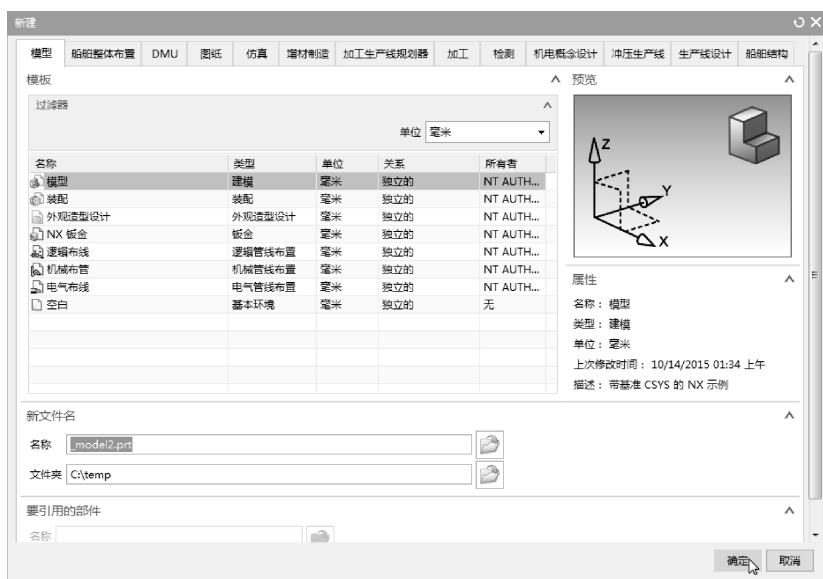 新建
模型 船舶整体布置 DMU 图纸 仿真 增材制造 加工生产线规划器 加工 检测 机电概念设计 冲压生产线 生产线设计 船舶结构
模板
过滤器
单位 毫米
名称 类型 单位 关系 所有者
模型 建模 毫米 独立的 NT AUTH...
装配 装配 毫米 独立的 NT AUTH...
外观造型设计 外观造型设计 毫米 独立的 NT AUTH...
NX 钣金 钣金 毫米 独立的 NT AUTH...
逻辑布线 逻辑管线布置 毫米 独立的 NT AUTH...
机械布管 机械管线布置 毫米 独立的 NT AUTH...
电气布线 电气管线布置 毫米 独立的 NT AUTH...
空白 基本环境 毫米 独立的 无
预览
Z
Y
X
属性
名称： 模型
类型： 建模
单位： 毫米
上次修改时间： 10/14/2015 01:34 上午
描述： 带基准 CSYS 的 NX 示例
新文件名
名称 _model2.prt
文件夹 C:\temp
要引用的部件
名称
确定 取消